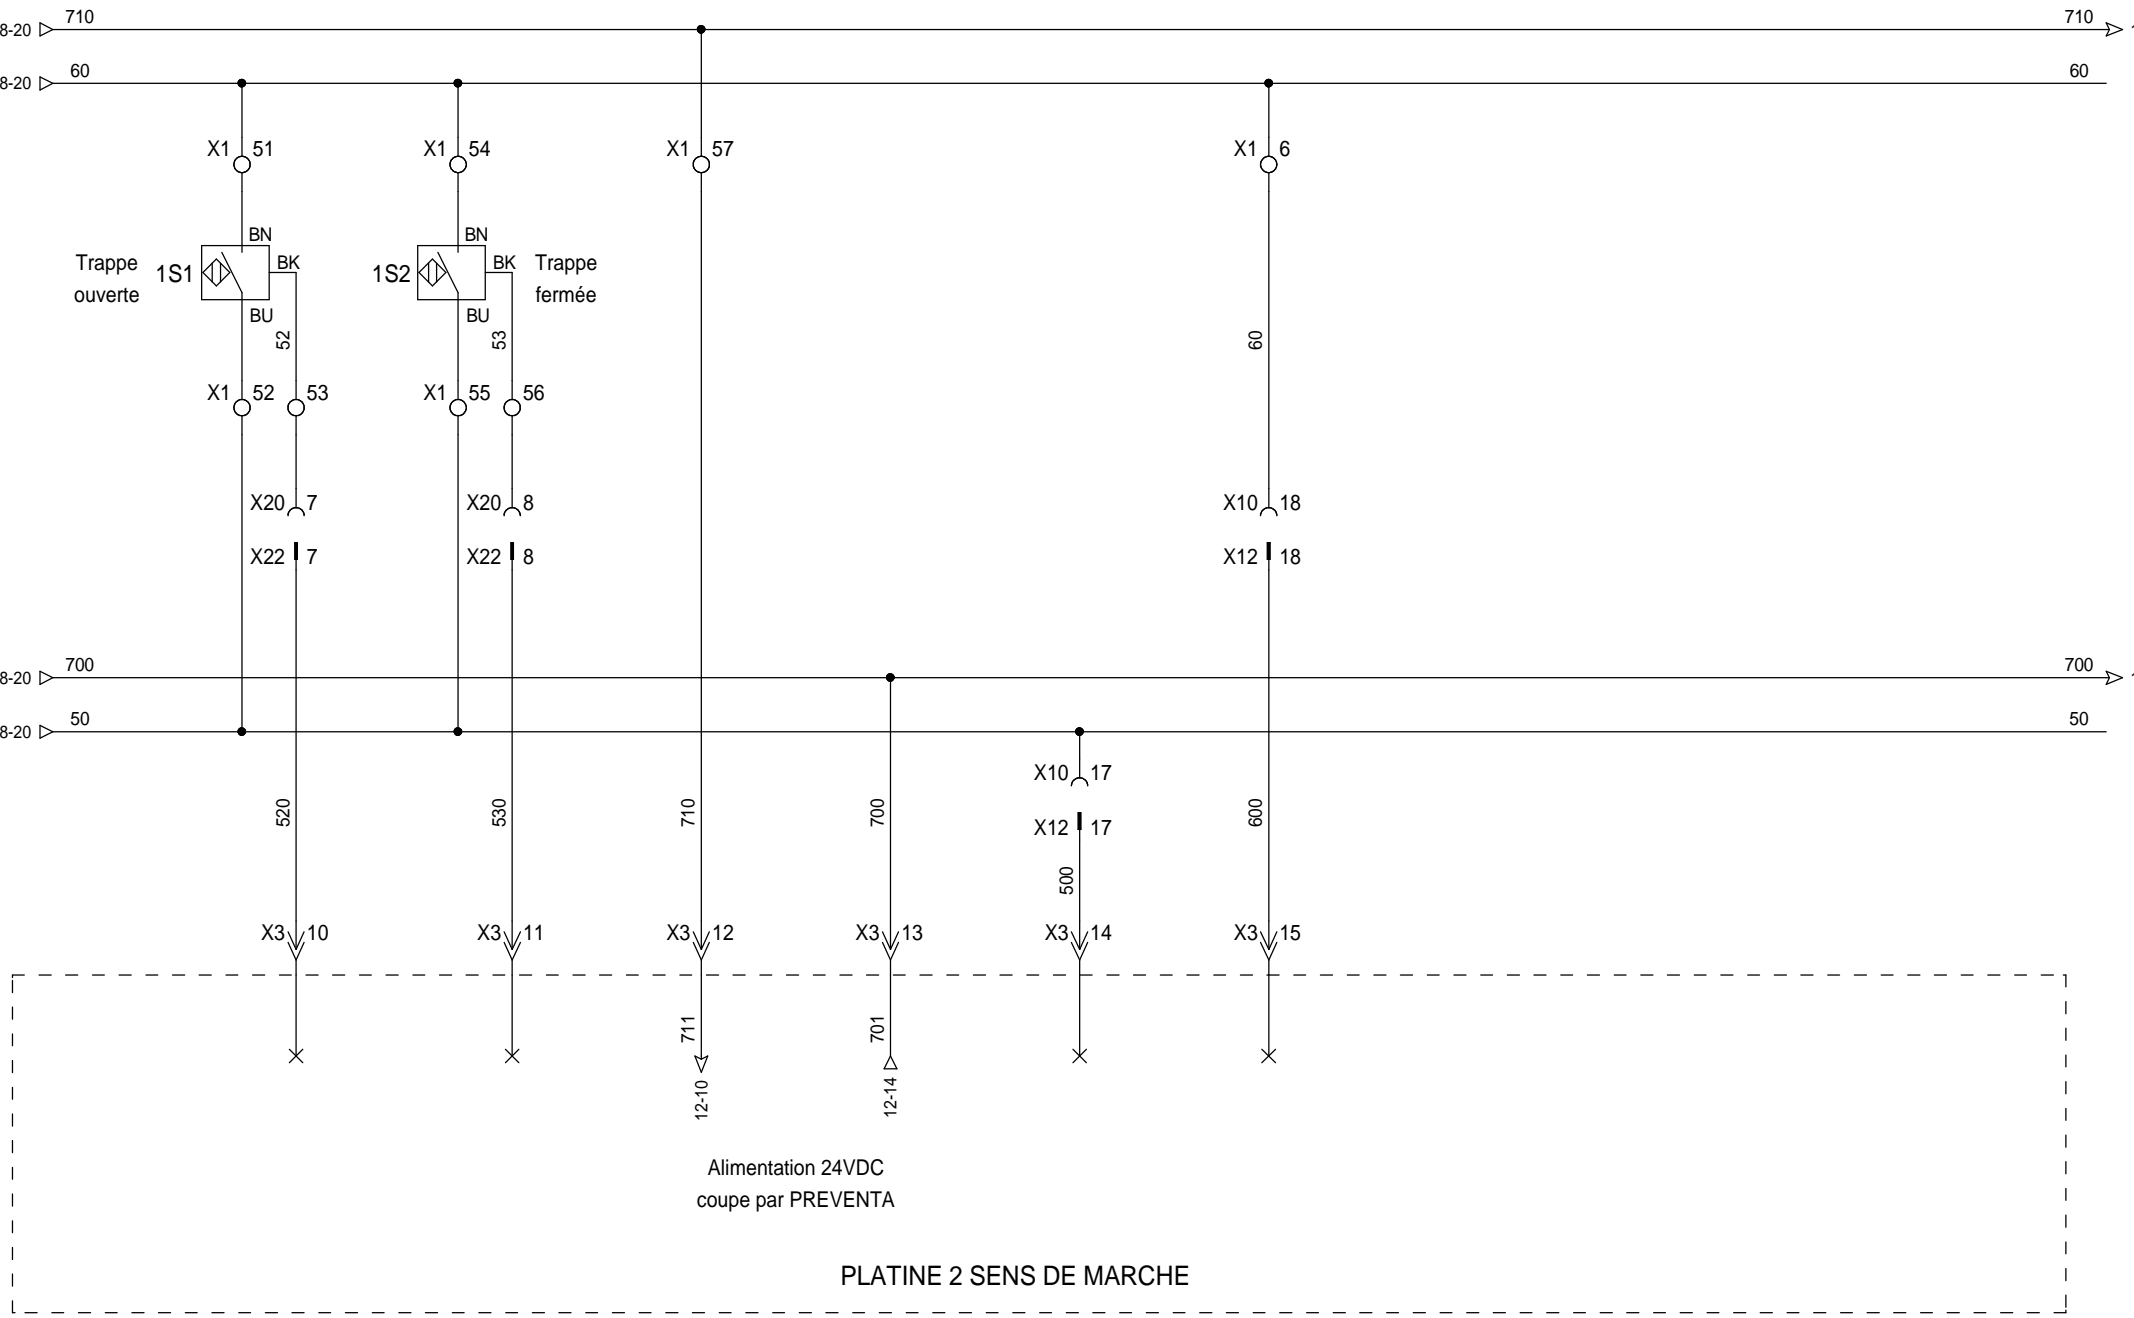 8-20 710 710
8-20 60 60
X1 51 X1 54 X1 57 X1 6
BN BN
Trappe 1S1 BK 1S2 BK Trappe
ouverte fermée
BU BU
52 53 60
X1 52 53 X1 55 56
X20 7 X20 8 X10 18
X22 7 X22 8 X12 18
8-20 700 700
8-20 50 50
X10 17
520 530 710 700 X12 17 600
500
X3 10 X3 11 X3 12 X3 13 X3 14 X3 15
711 701
12-10 12-14
Alimentation 24VDC
coupe par PREVENTA
PLATINE 2 SENS DE MARCHE